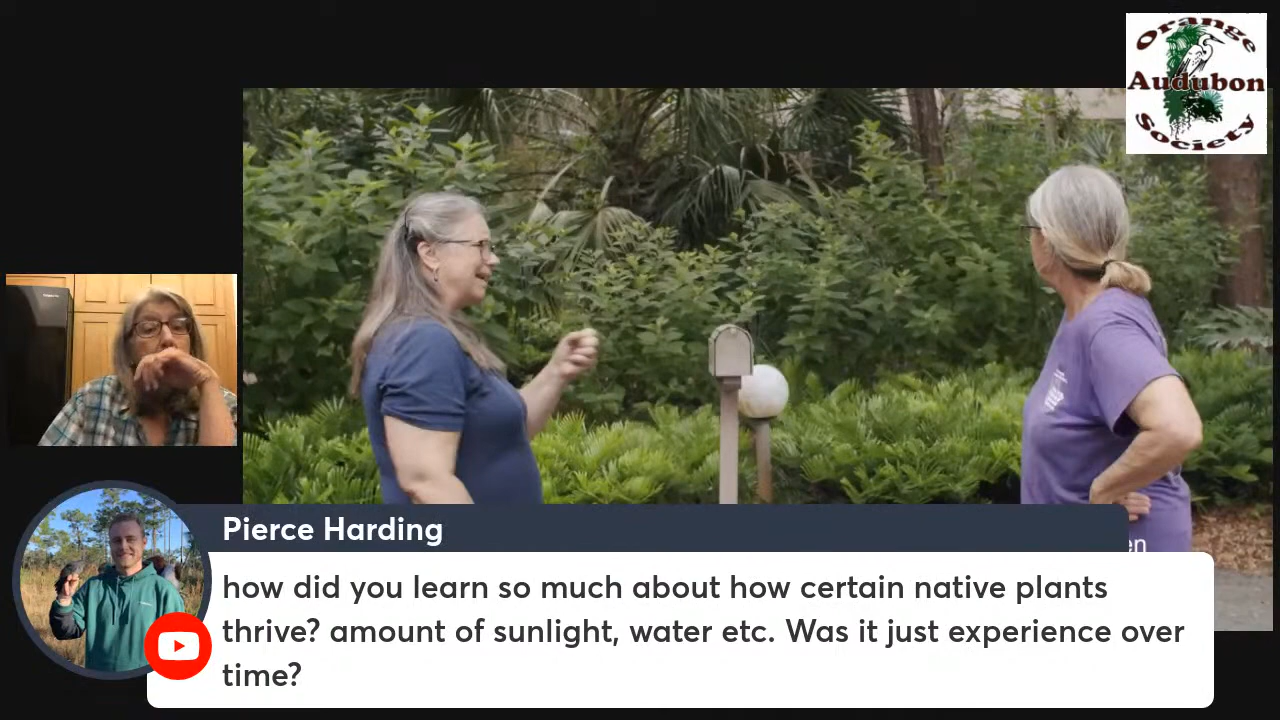 Orange
Audubon
Society
Pierce Harding
en
how did you learn so much about how certain native plants
thrive? amount of sunlight, water etc. Was it just experience over
time?